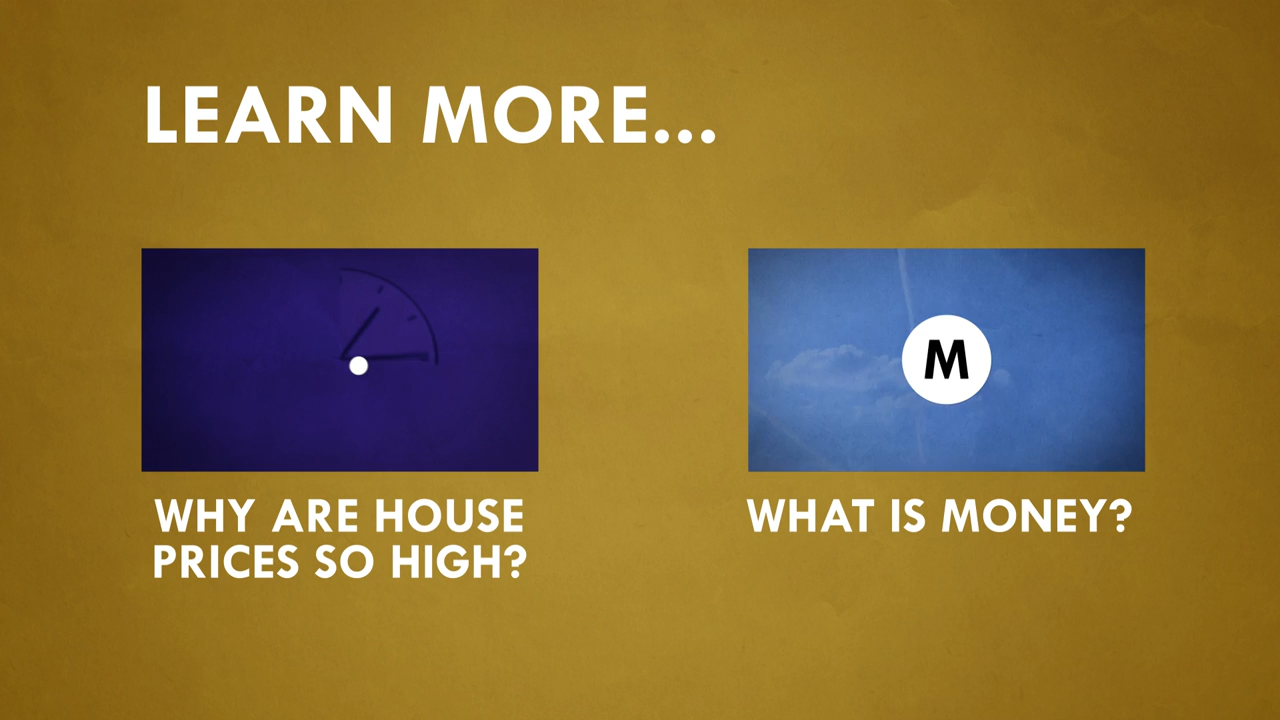 LEARN MORE...
M
WHY ARE HOUSE
PRICES SO HIGH?
WHAT IS MONEY?